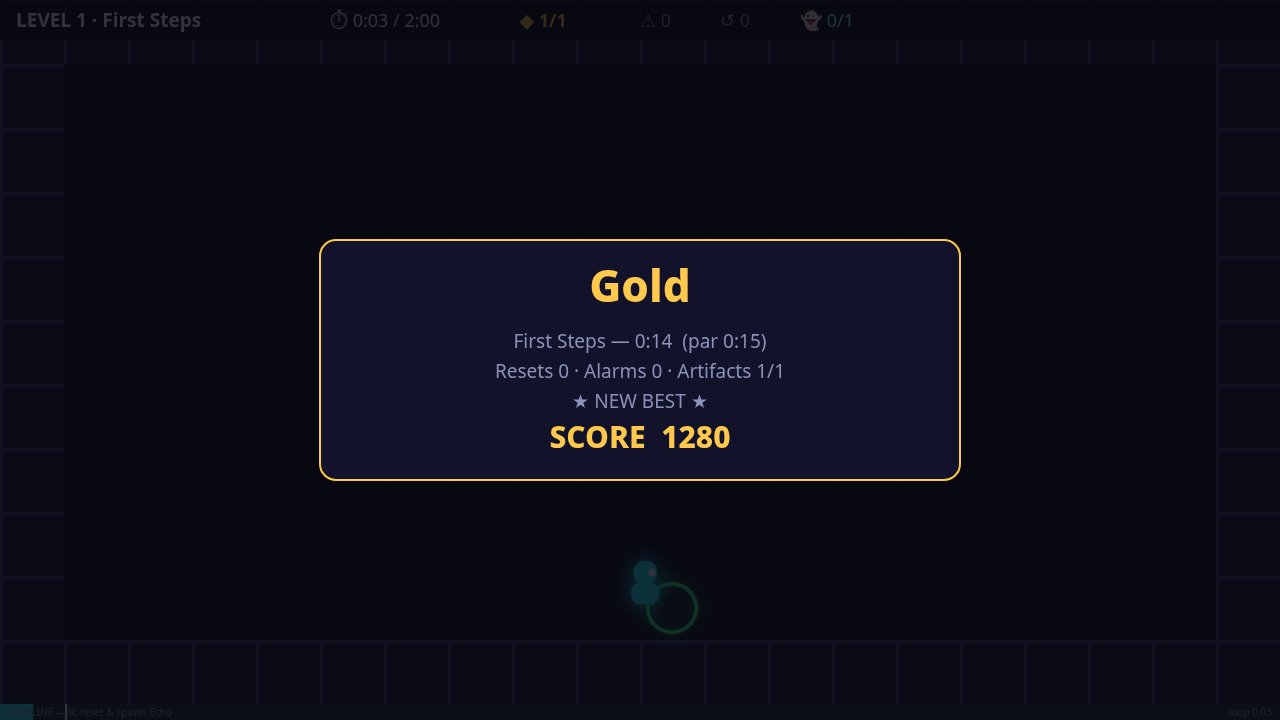 LEVEL 1 · First Steps
⏱ 0:03 / 2:00
◆ 1/1
⚠ 0
↺ 0
👻 0/1
Gold
First Steps — 0:14 (par 0:15)
Resets 0 · Alarms 0 · Artifacts 1/1
★ NEW BEST ★
SCORE 1280
LINE — R: reset & spawn Echo
loop 0:03